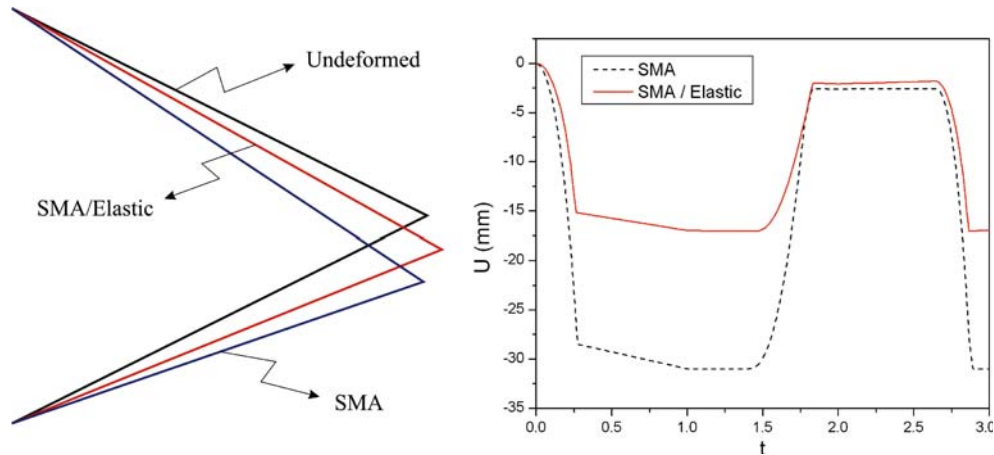 Undeformed
SMA/Elastic
SMA
SMA
SMA / Elastic
U (mm)
0
-5
-10
-15
-20
-25
-30
-35
0.0 0.5 1.0 1.5 2.0 2.5 3.0
t